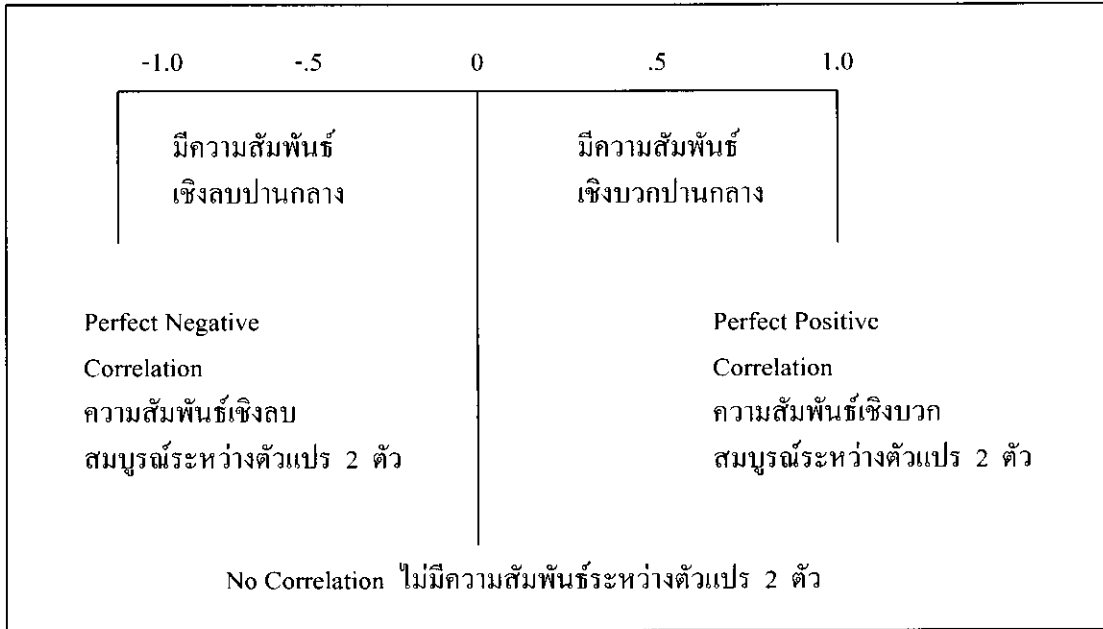 -1.0 -.5 0 .5 1.0
มีความสัมพันธ์ มีความสัมพันธ์
เชิงลบปานกลาง เชิงบวกปานกลาง
Perfect Negative Perfect Positive
Correlation Correlation
ความสัมพันธ์เชิงลบ ความสัมพันธ์เชิงบวก
สมบูรณ์ระหว่างตัวแปร 2 ตัว สมบูรณ์ระหว่างตัวแปร 2 ตัว
No Correlation ไม่มีความสัมพันธ์ระหว่างตัวแปร 2 ตัว